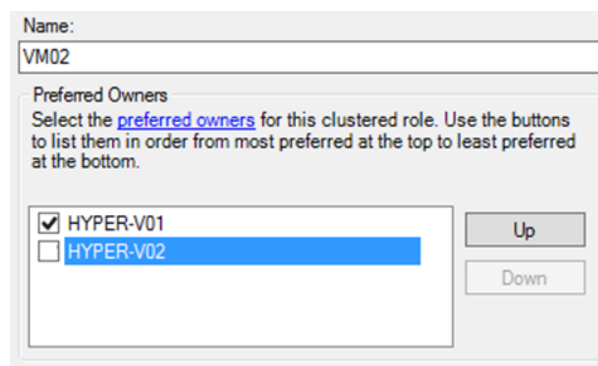 Name:
VM02
Preferred Owners
Select the preferred owners for this clustered role. Use the buttons
to list them in order from most preferred at the top to least preferred
at the bottom.
HYPER-V01
Up
HYPER-V02
Down